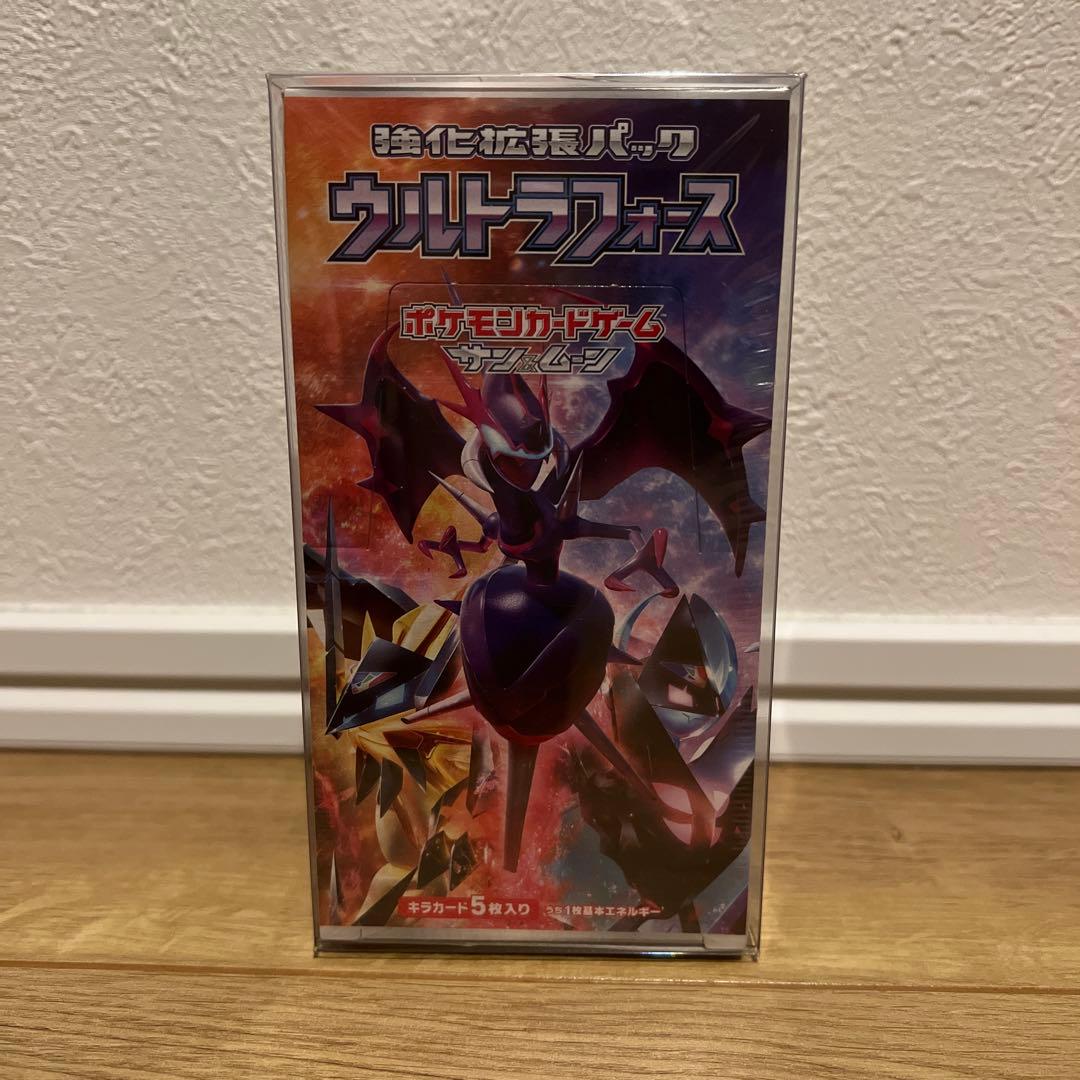 強化拡張パック
ウルトラフォース
ポケモンカードゲーム
サン&ムーン
キラカード5枚入り うち1枚基本エネルギー